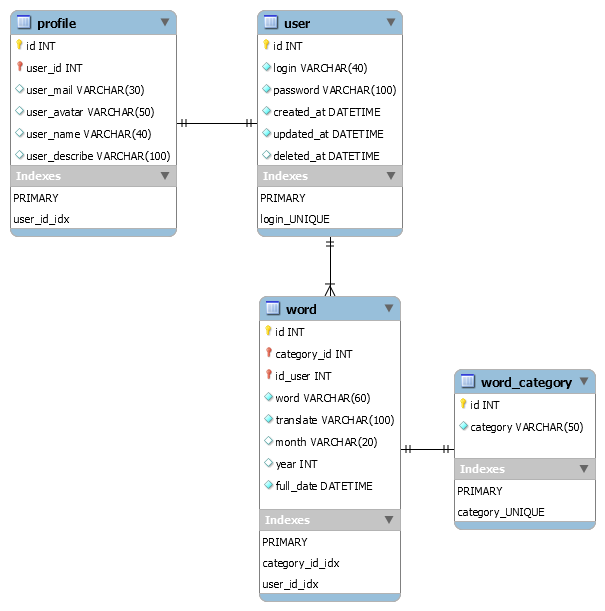 profile
id INT
user_id INT
user_mail VARCHAR(30)
user_avatar VARCHAR(50)
user_name VARCHAR(40)
user_describe VARCHAR(100)
Indexes
PRIMARY
user_id_idx
user
id INT
login VARCHAR(40)
password VARCHAR(100)
created_at DATETIME
updated_at DATETIME
deleted_at DATETIME
Indexes
PRIMARY
login_UNIQUE
word
id INT
category_id INT
id_user INT
word VARCHAR(60)
translate VARCHAR(100)
month VARCHAR(20)
year INT
full_date DATETIME
Indexes
PRIMARY
category_id_idx
user_id_idx
word_category
id INT
category VARCHAR(50)
Indexes
PRIMARY
category_UNIQUE